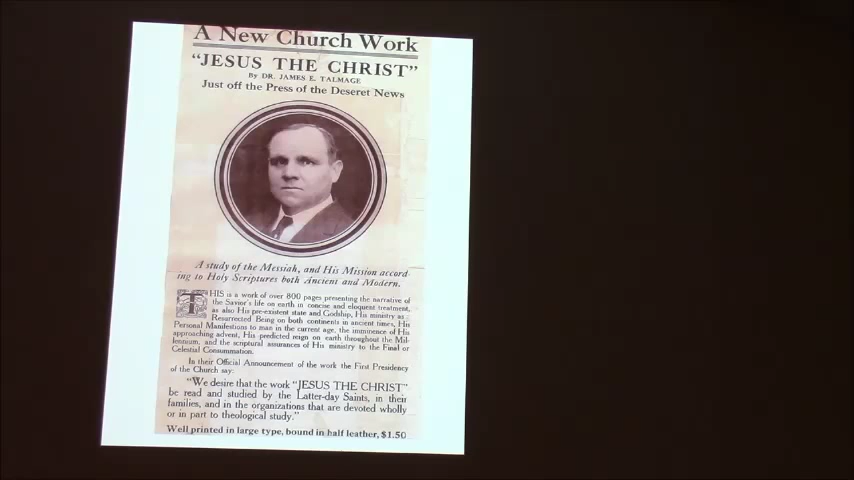 A New Church Work
"JESUS THE CHRIST"
By DR. JAMES E. TALMAGE
Just off the Press of the Deseret News
A study of the Messiah, and His Mission accord-
ing to Holy Scriptures both Ancient and Modern.
THIS is a work of over 800 pages presenting the narrative of
the Savior's life on earth in concise and eloquent treatment,
as also His pre-existent state and Godship, His ministry as a
Resurrected Being on both continents in ancient times, His
Personal Manifestions to man in the current age, the imminence of His
approaching advent, His predicted reign on earth throughout the Mil-
lennium, and the scriptural assurances of His ministry to the Final or
Celestial Consummation.
In their Official Announcement of the work the First Presidency
of the Church say:
"We desire that the work "JESUS THE CHRIST"
be read and studied by the Latter-day Saints, in their
families, and in the organizations that are devoted wholly
or in part to theological study."
Well printed in large type, bound in half leather, $1.50